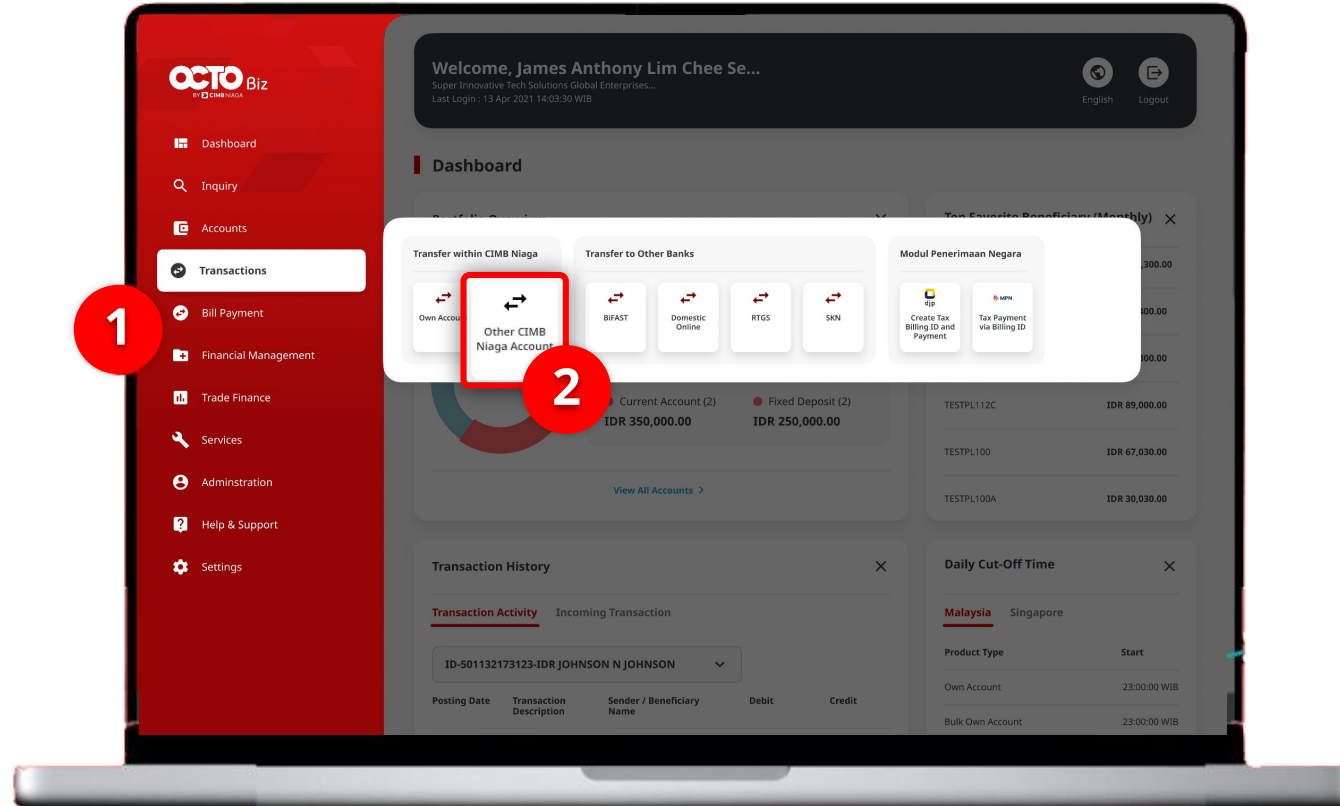 OCTO Biz
BY CIMB NIAGA
Dashboard
Inquiry
Accounts
Transactions
Bill Payment
Financial Management
Trade Finance
Services
Adminstration
Help & Support
Settings
1
Welcome, James Anthony Lim Chee Se...
Super Innovative Tech Solutions Global Enterprises...
Last Login : 13 Apr 2021 14:03:30 WIB
English
Logout
Dashboard
Top Favorite Beneficiary (Monthly)
Transfer within CIMB Niaga
Own Account
Other CIMB
Niaga Account
2
Transfer to Other Banks
BiFAST
Domestic
Online
RTGS
SKN
Modul Penerimaan Negara
djp
Create Tax
Billing ID and
Payment
MPN
Tax Payment
via Billing ID
,300.00
Current Account (2)
IDR 350,000.00
Fixed Deposit (2)
IDR 250,000.00
View All Accounts
TESTPL112C IDR 89,000.00
TESTPL100 IDR 67,030.00
TESTPL100A IDR 30,030.00
Transaction History
Transaction Activity Incoming Transaction
ID-501132173123-IDR JOHNSON N JOHNSON
Posting Date
Transaction
Description
Sender / Beneficiary
Name
Debit
Credit
Daily Cut-Off Time
Malaysia Singapore
Product Type Start
Own Account 23:00:00 WIB
Bulk Own Account 23:00:00 WIB